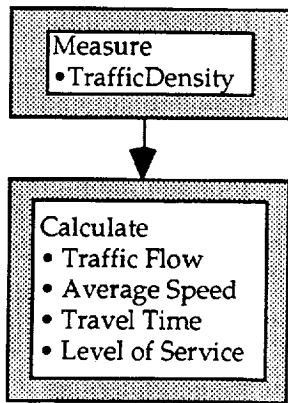 Measure
•TrafficDensity
Calculate
• Traffic Flow
• Average Speed
• Travel Time
• Level of Service